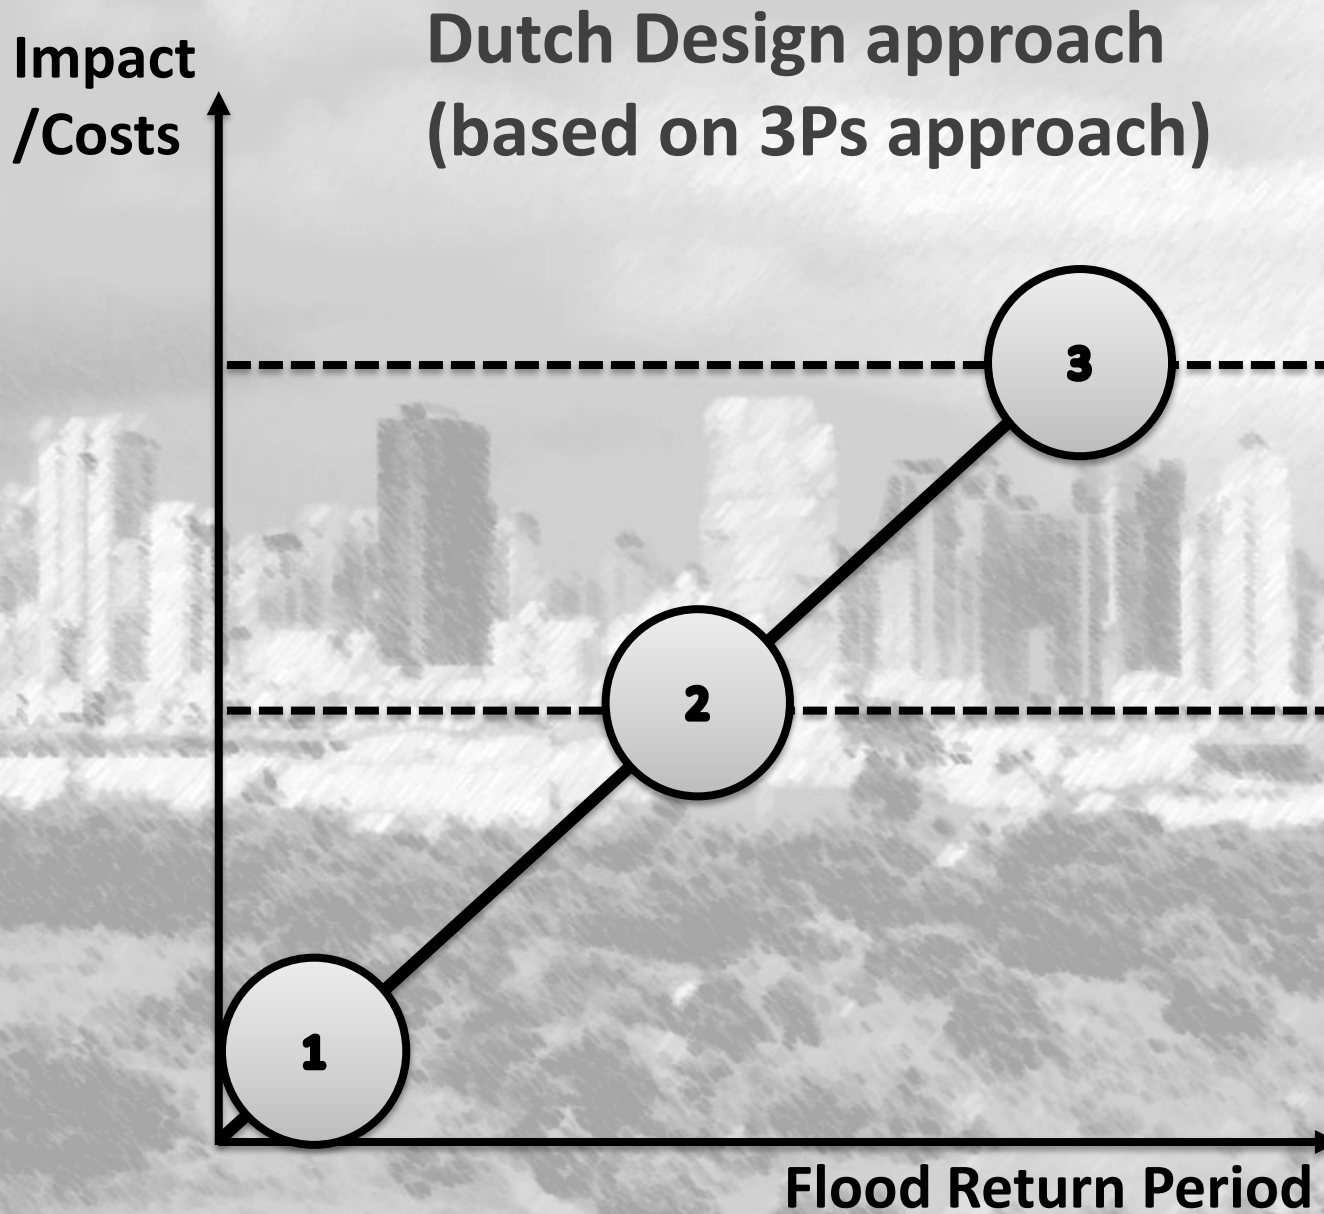 Dutch Design approach
(based on 3Ps approach)
Impact
/Costs
3
2
1
Flood Return Period